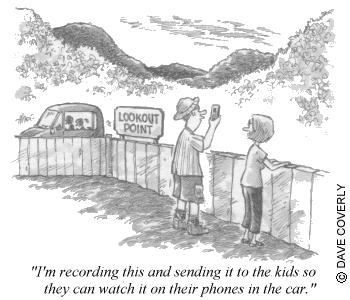 LOOKOUT
POINT
"I'm recording this and sending it to the kids so
they can watch it on their phones in the car."
© DAVE COVERLY